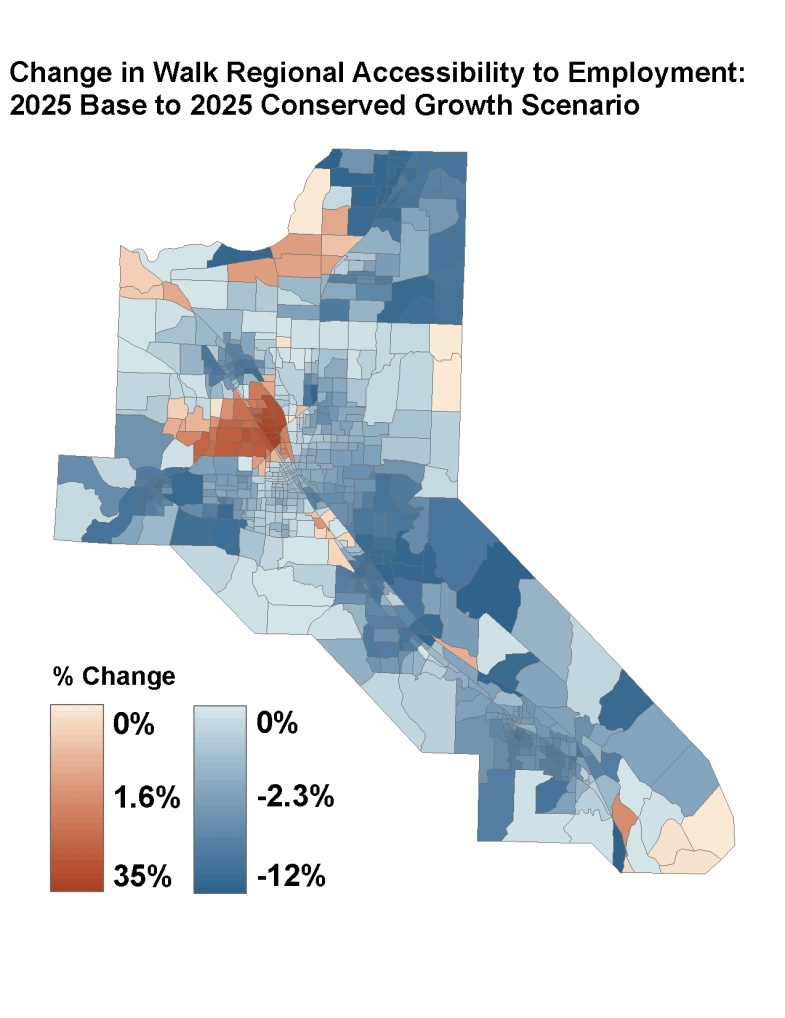 Change in Walk Regional Accessibility to Employment:
2025 Base to 2025 Conserved Growth Scenario
% Change
0%
0%
1.6%
-2.3%
35%
-12%